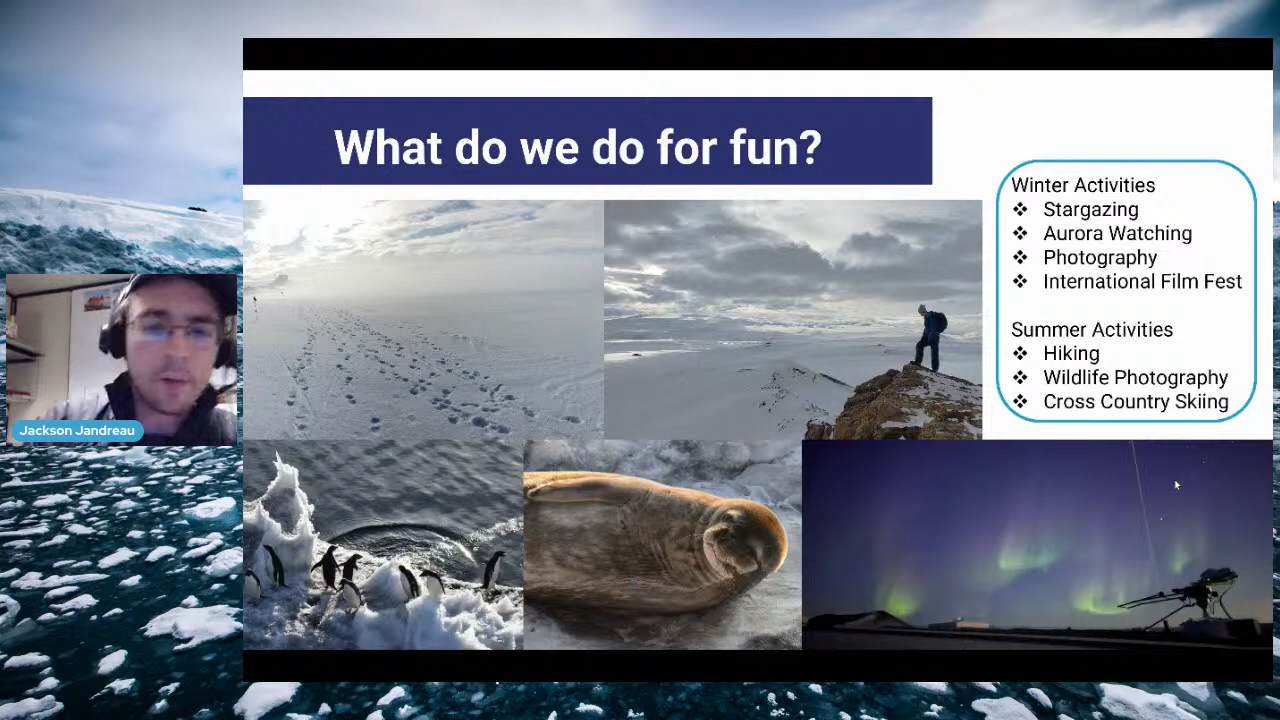 What do we do for fun?
Winter Activities
❖ Stargazing
❖ Aurora Watching
❖ Photography
❖ International Film Fest
Summer Activities
❖ Hiking
❖ Wildlife Photography
❖ Cross Country Skiing
Jackson Jandreau